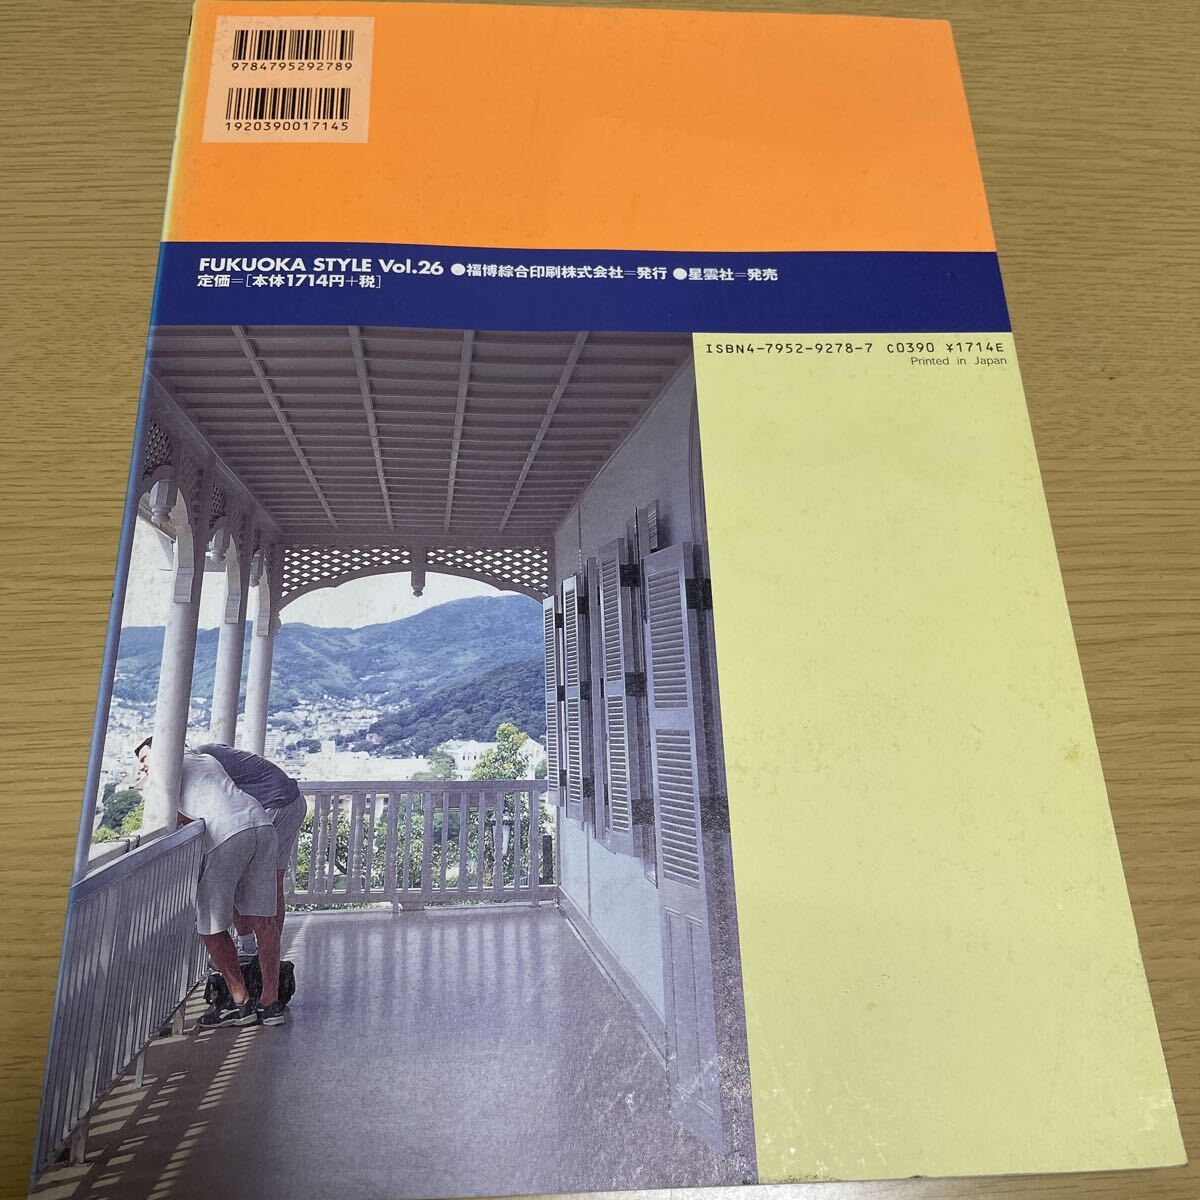 9784795292789
1920390017145
FUKUOKA STYLE Vol.26 ●福博綜合印刷株式会社=発行 ●星雲社=発売
定価=[本体1714円+税]
ISBN4-7952-9278-7 C0390 ¥1714E
Printed in Japan